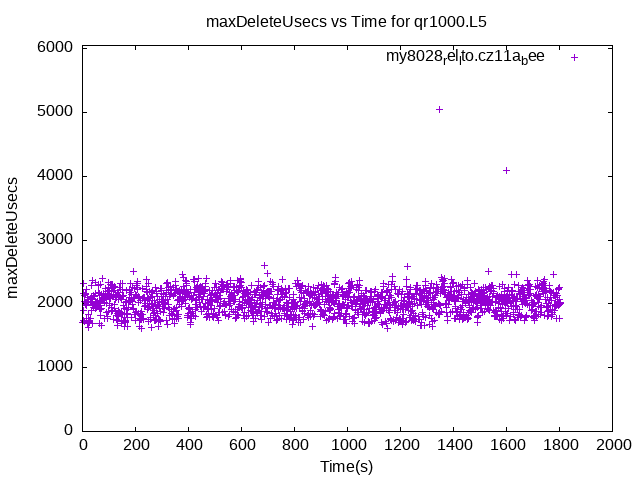 maxDeleteUsecs vs Time for qr1000.L5
my8028rellto.cz11abee
6000
5000
4000
3000
2000
1000
0
maxDeleteUsecs
0 200 400 600 800 1000 1200 1400 1600 1800 2000
Time(s)